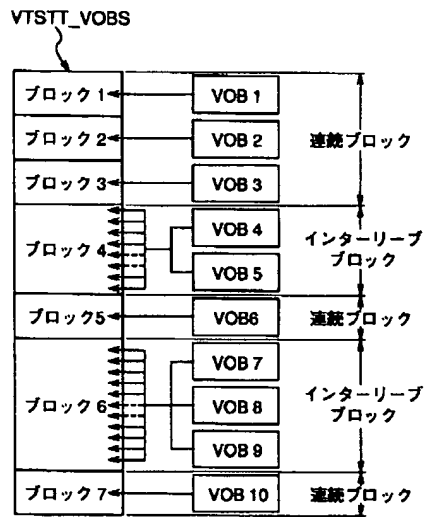 VTSTT_VOBS
ブロック 1
VOB 1
ブロック 2
VOB 2
連続ブロック
ブロック 3
VOB 3
ブロック 4
VOB 4
VOB 5
インターリーブ
ブロック
ブロック5
VOB6
連続ブロック
ブロック 6
VOB 7
VOB 8
VOB 9
インターリーブ
ブロック
ブロック 7
VOB 10
連続ブロック